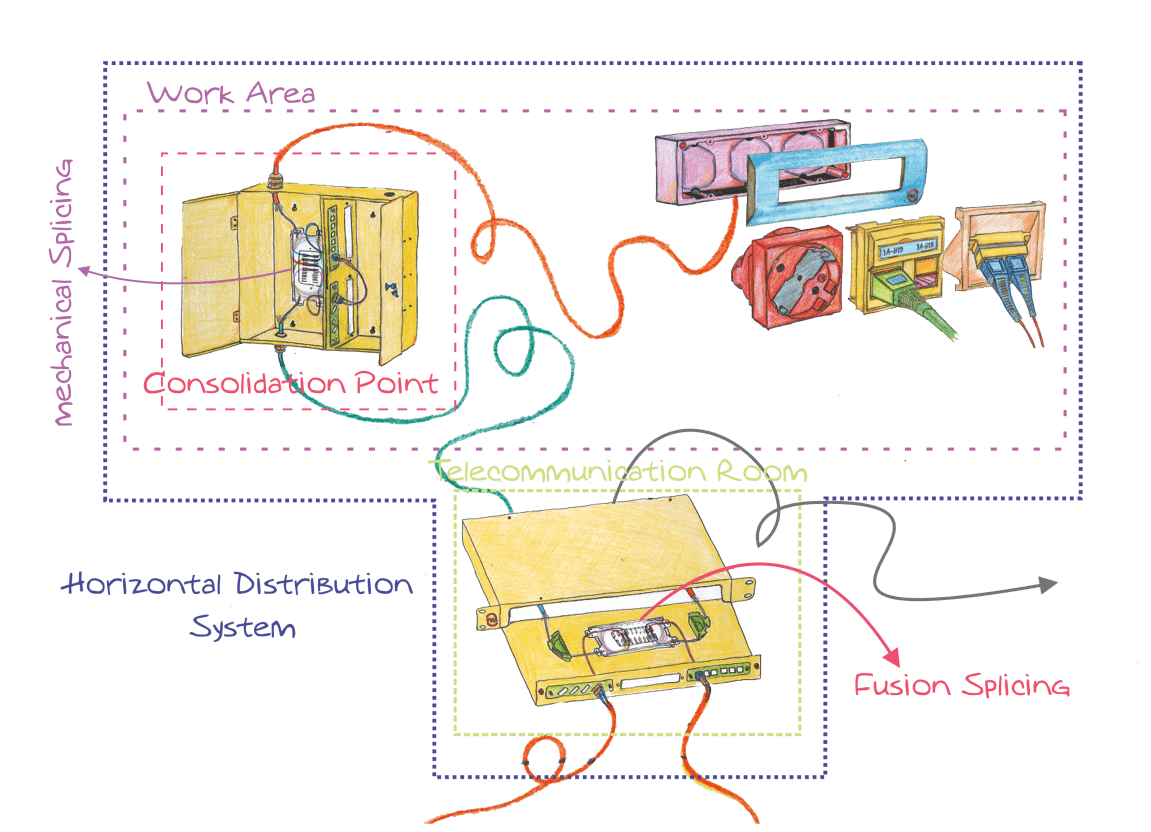 Work Area
mechanical Splicing
1A-B19 1A-B18
Consolidation Point
Telecommunication Room
Horizontal Distribution
System
Fusion Splicing